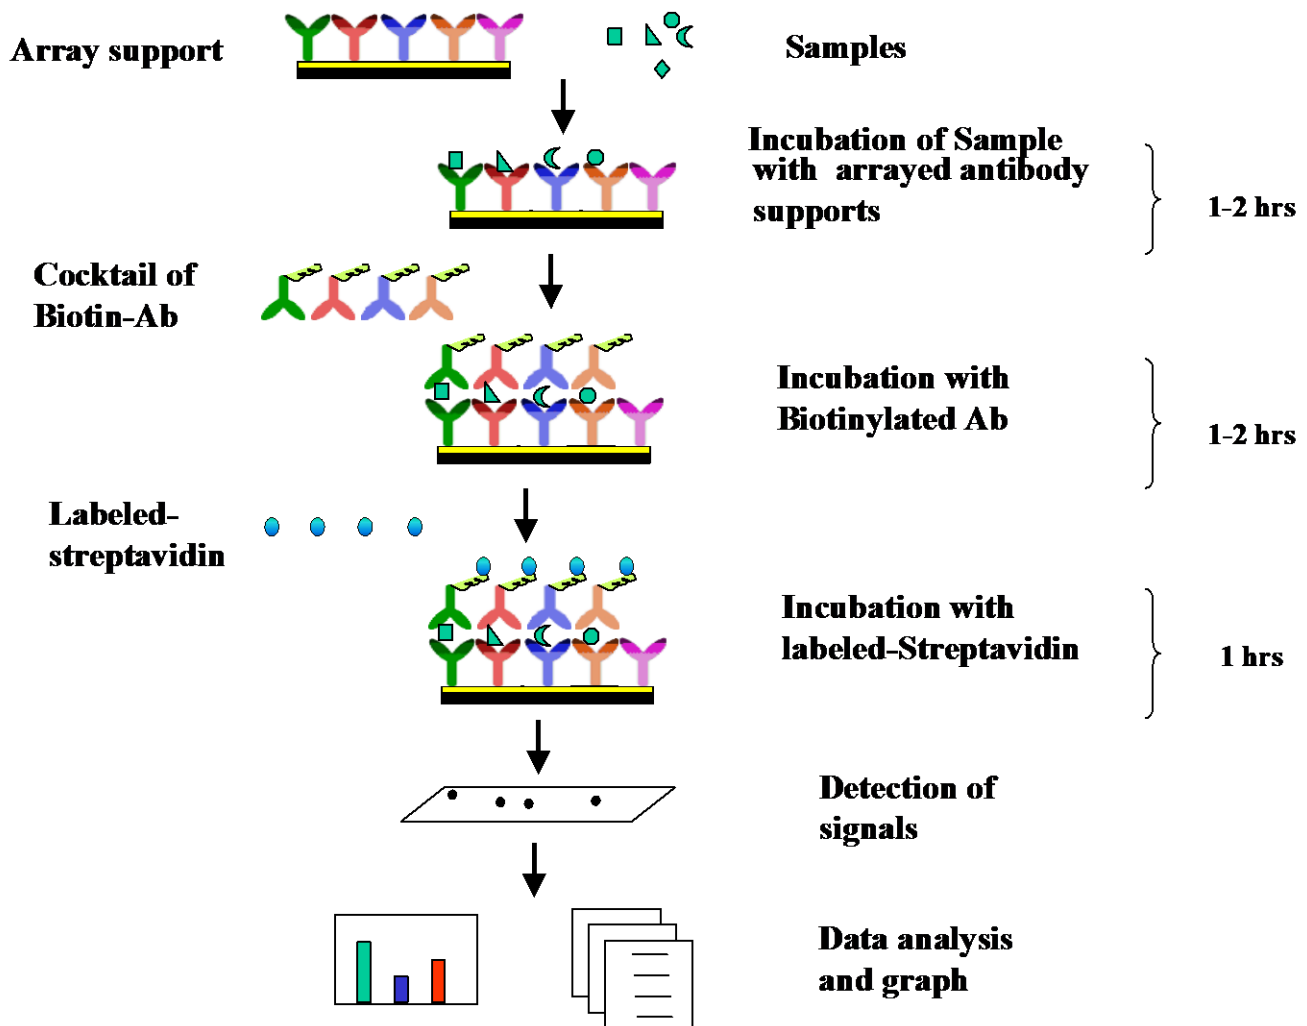 Array support
Samples
Incubation of Sample
with arrayed antibody
supports
1-2 hrs
Cocktail of
Biotin-Ab
Incubation with
Biotinylated Ab
1-2 hrs
Labeled-
streptavidin
Incubation with
labeled-Streptavidin
1 hrs
Detection of
signals
Data analysis
and graph